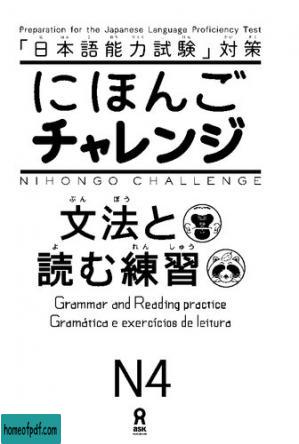 Preparation for the Japanese Language Proficiency Test
「日本語能力試験」対策
にほんご
チャレンジ
NIHONGO CHALLENGE
ぶんぽう
文法と
よ れんしゅう
読む練習
Grammar and Reading practice
Gramática e exercícios de leitura
N4
ask
homeofpdf.com